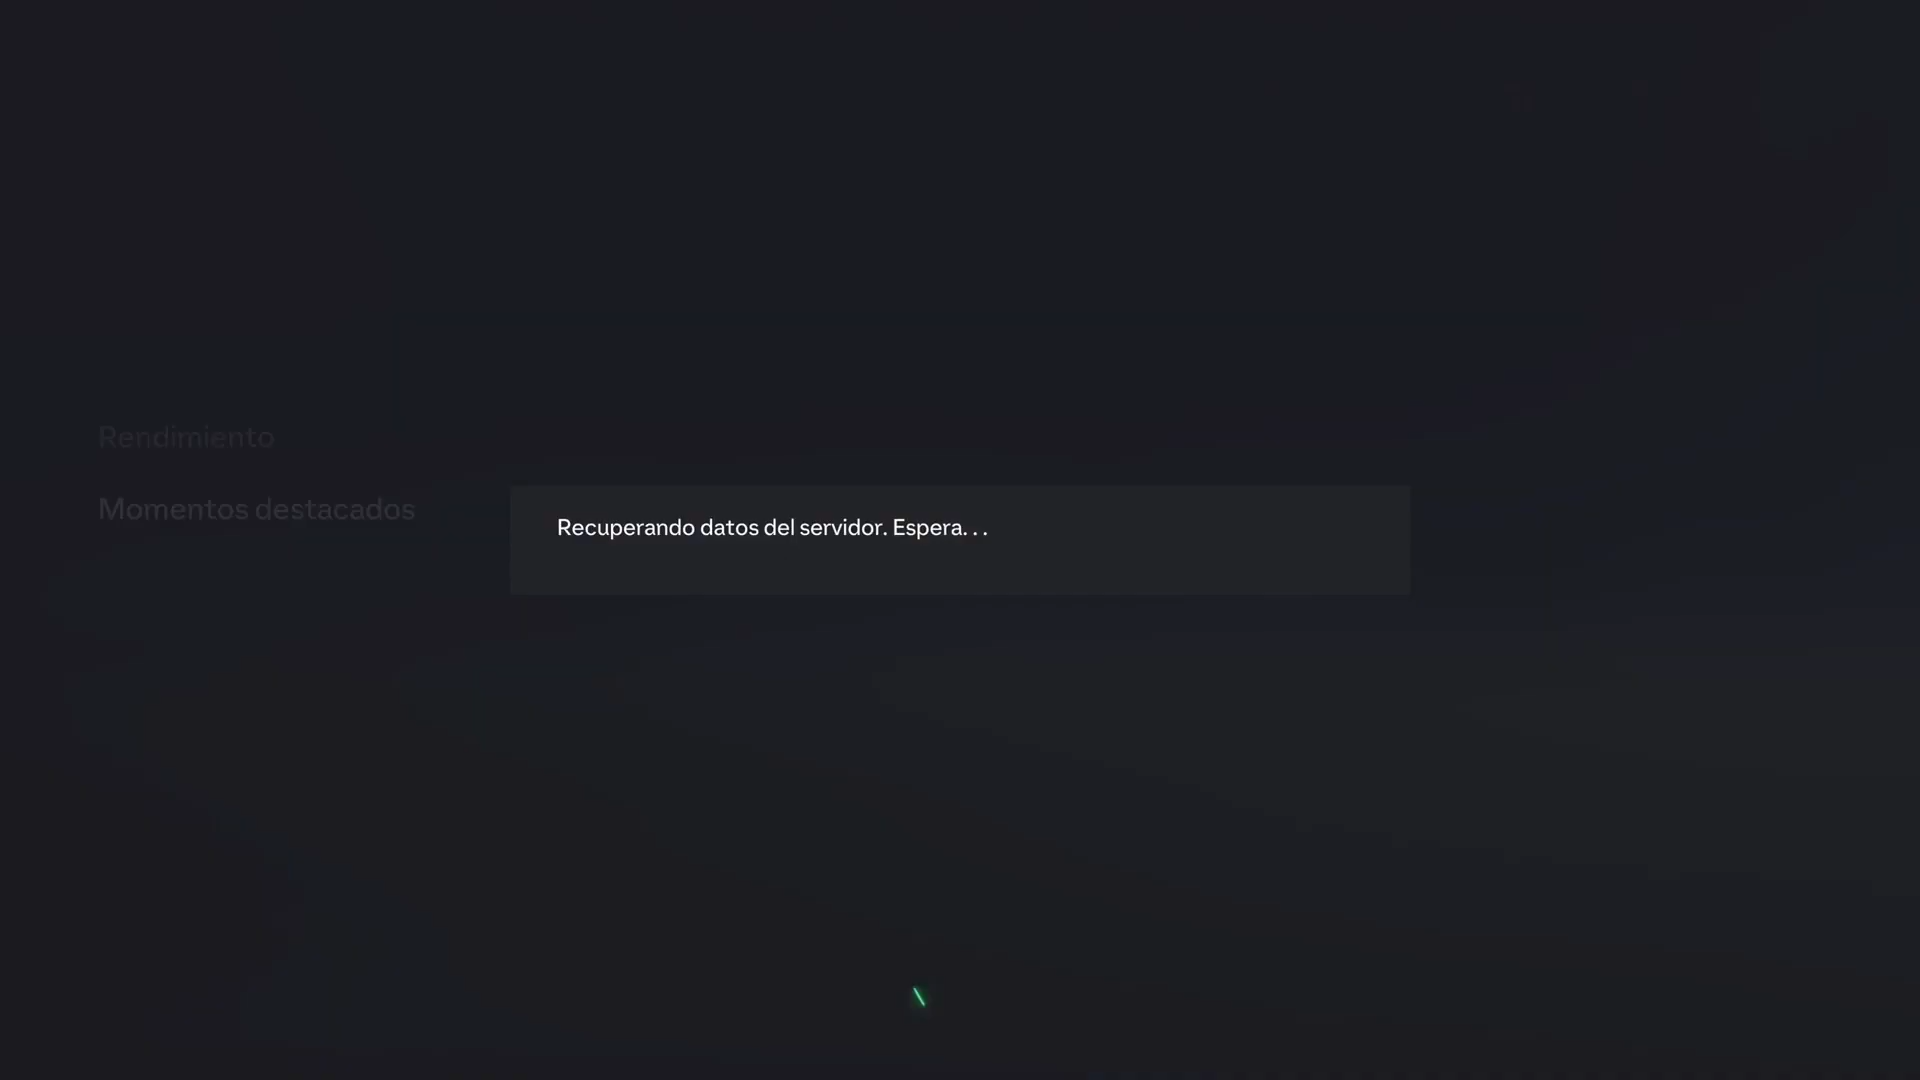 Rendimiento
Momentos destacados
Recuperando datos del servidor. Espera. . .